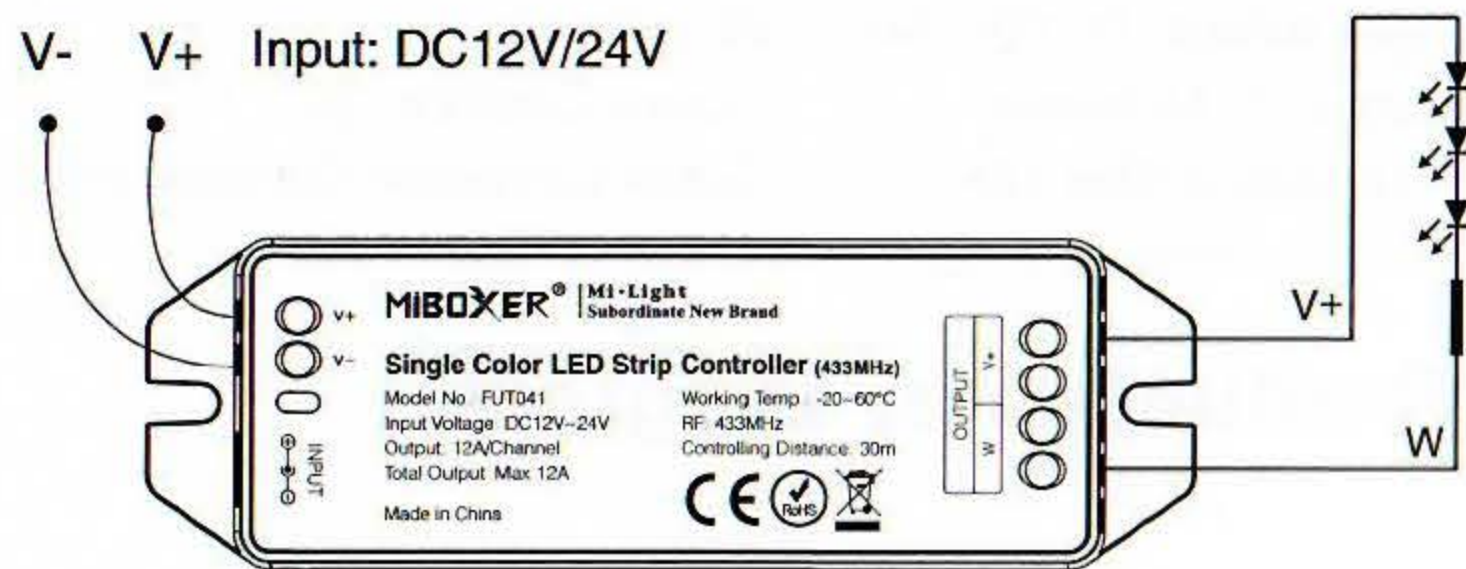 V- V+ Input: DC12V/24V
MiBOXER® Mi·Light
Subordinate New Brand
V+
V-
Single Color LED Strip Controller (433MHz)
Model No. FUT041
Input Voltage DC12V~24V
Output: 12A/Channel
Total Output Max 12A
Made in China
Working Temp -20~60°C
RF: 433MHz
Controlling Distance: 30m
CE RoHS
INPUT
OUTPUT
V+
W
V+
W